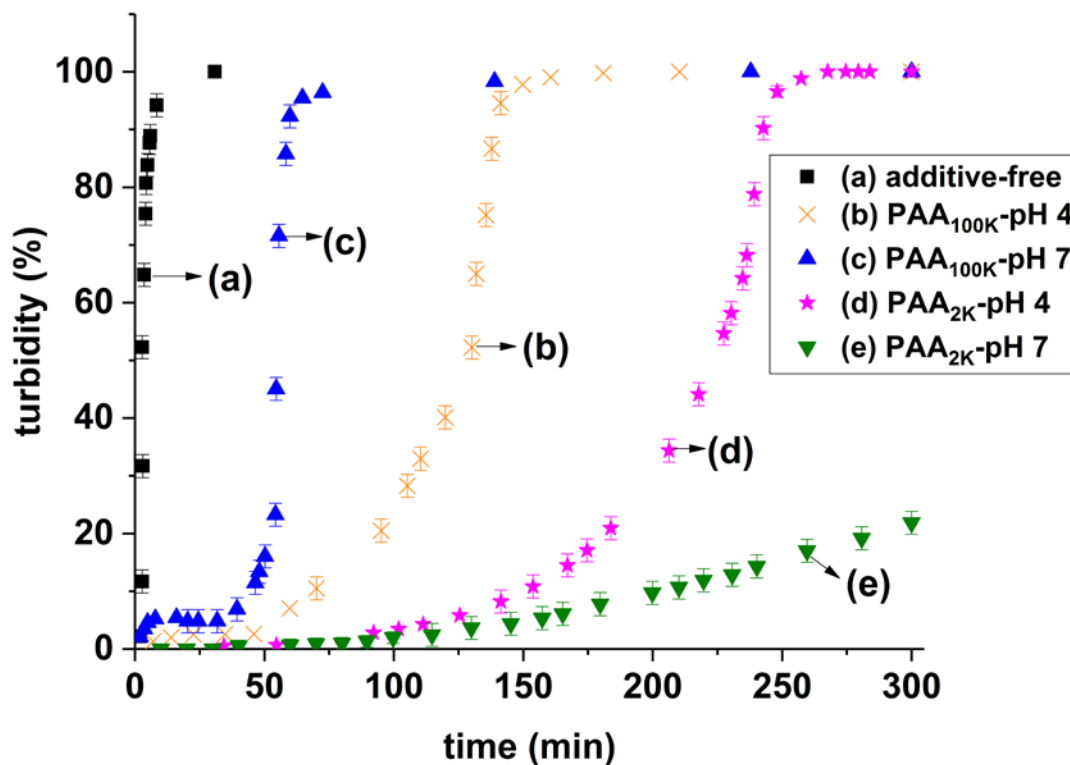 turbidity (%)
100
80
60
40
20
0
0 50 100 150 200 250 300
time (min)
(a)
(b)
(c)
(d)
(e)
(a) additive-free
(b) PAA100K-pH 4
(c) PAA100K-pH 7
(d) PAA2K-pH 4
(e) PAA2K-pH 7